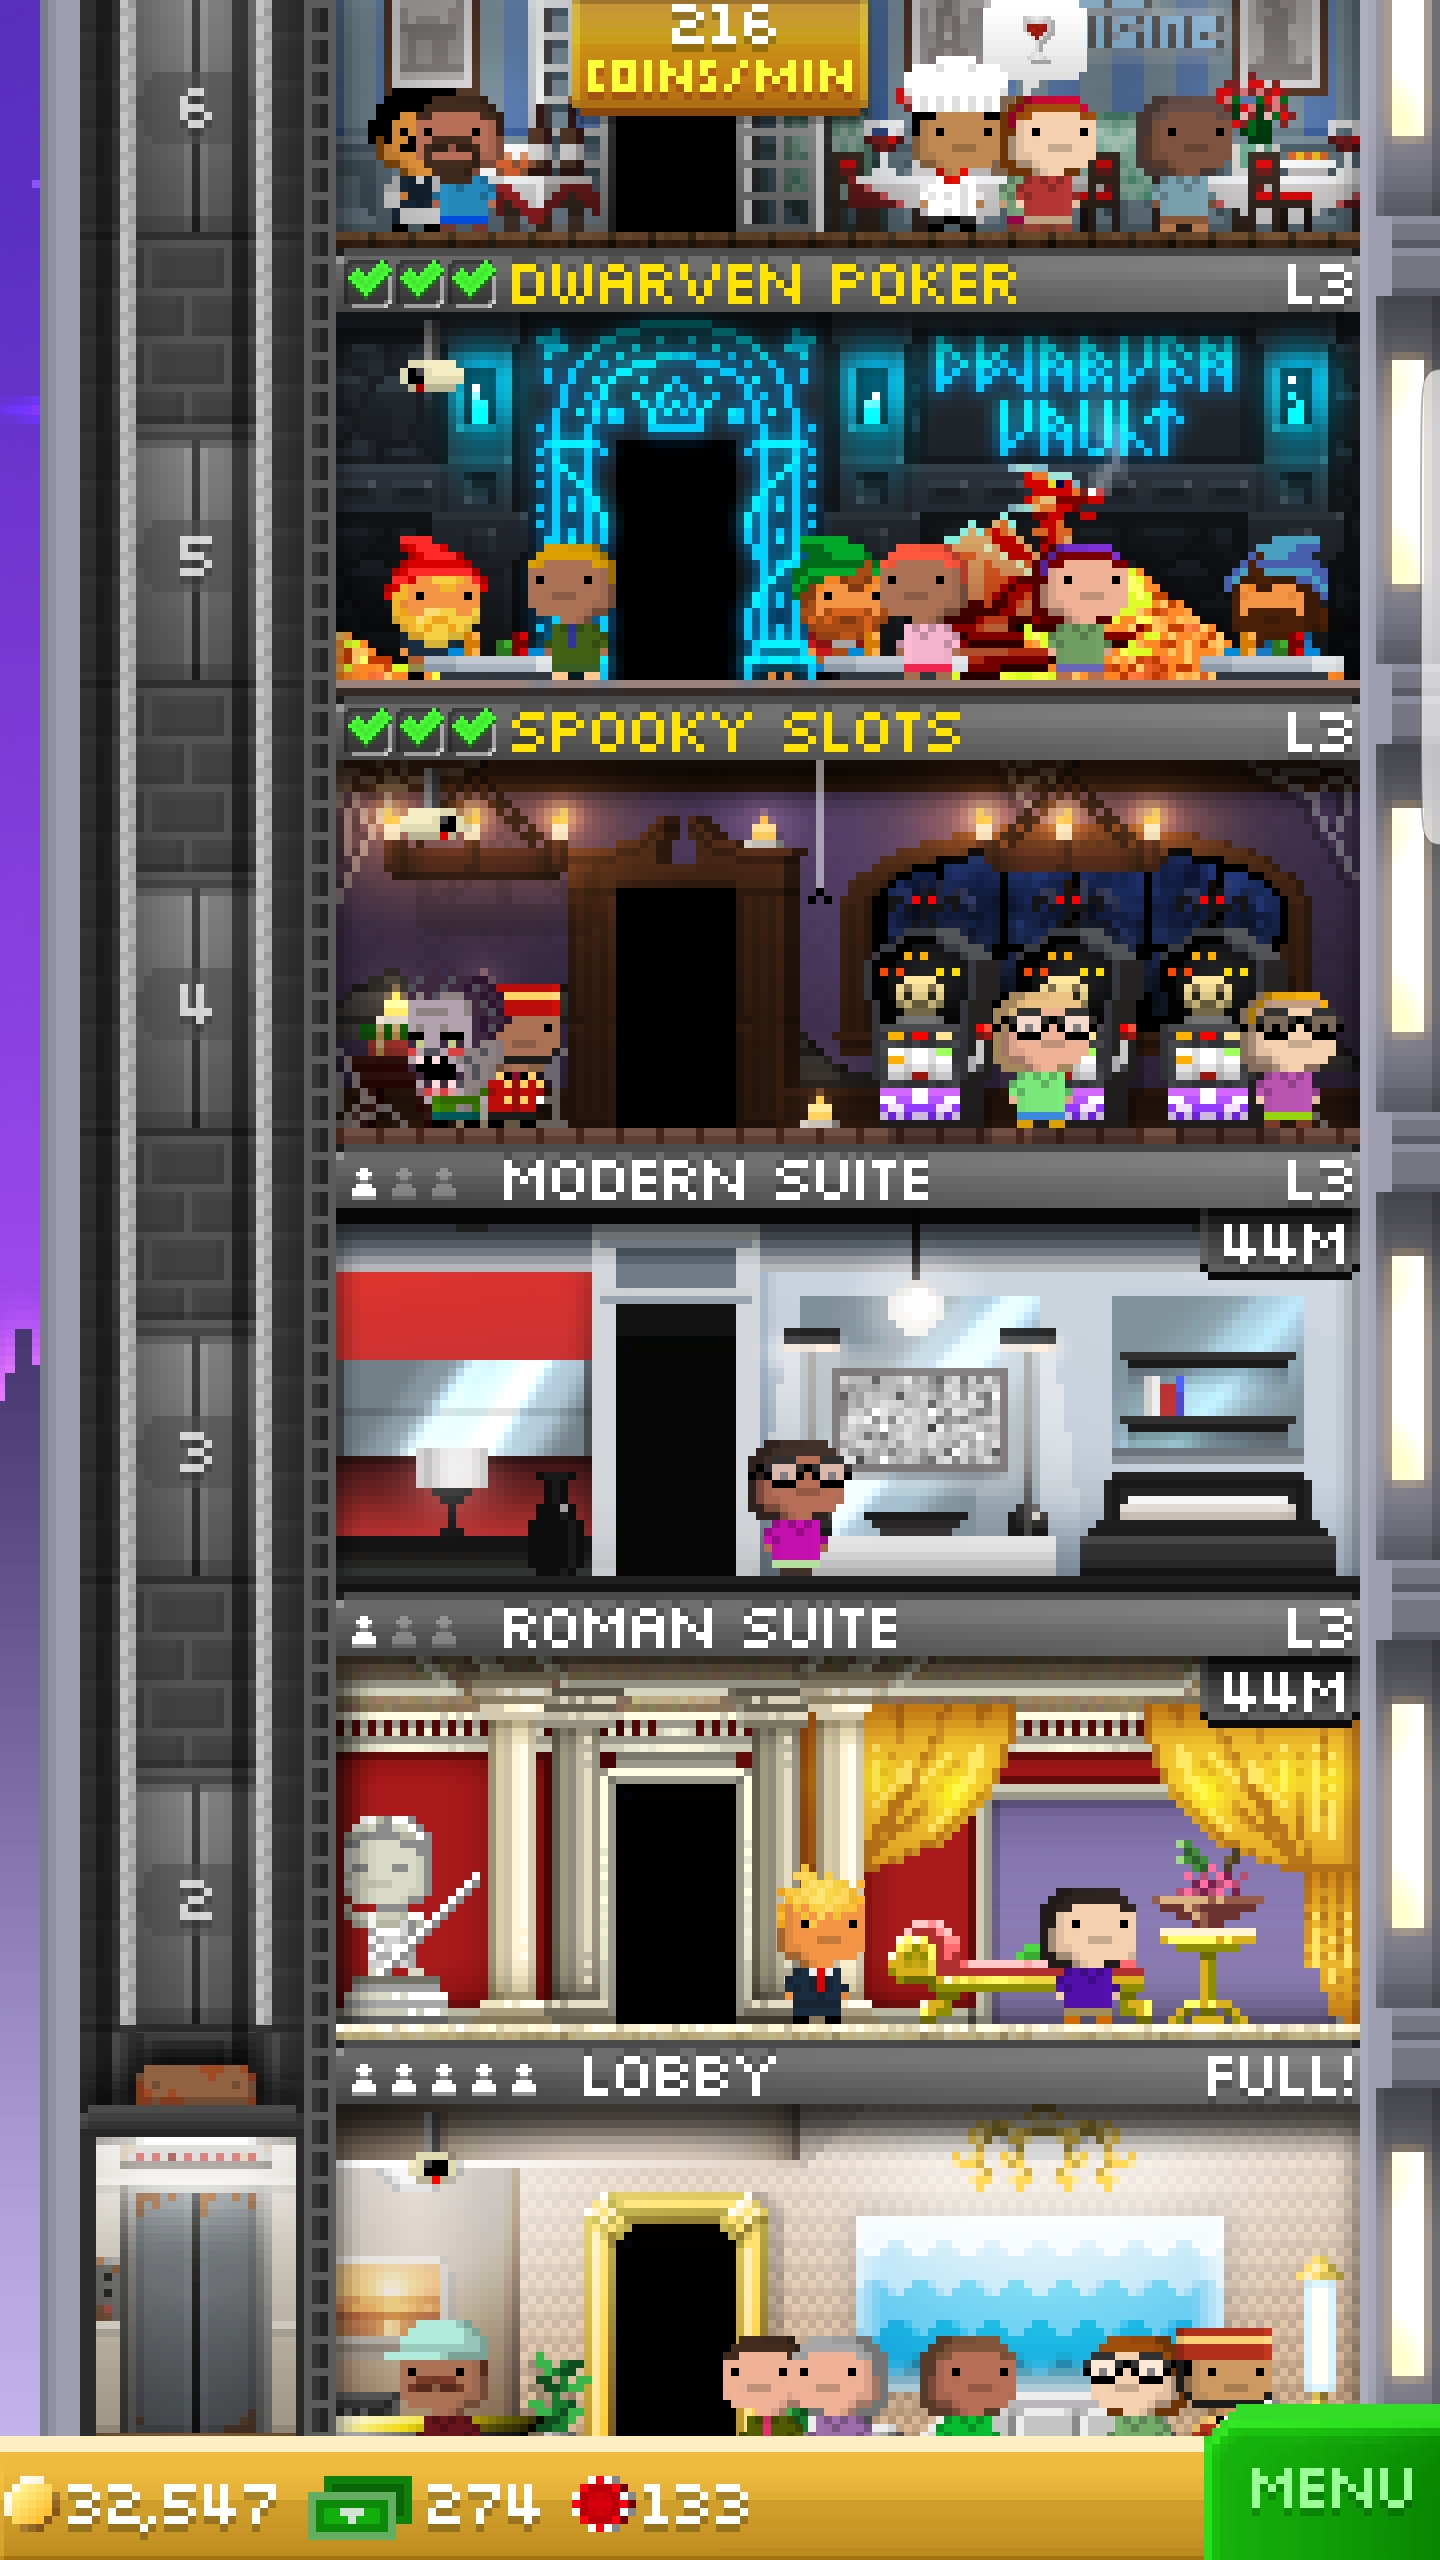 216
COINS/MIN
6
DWARVEN POKER L3
DWARVEN
VAULT
5
SPOOKY SLOTS L3
4
MODERN SUITE L3
44M
3
ROMAN SUITE L3
44M
2
LOBBY FULL!
32,547 274 133
MENU